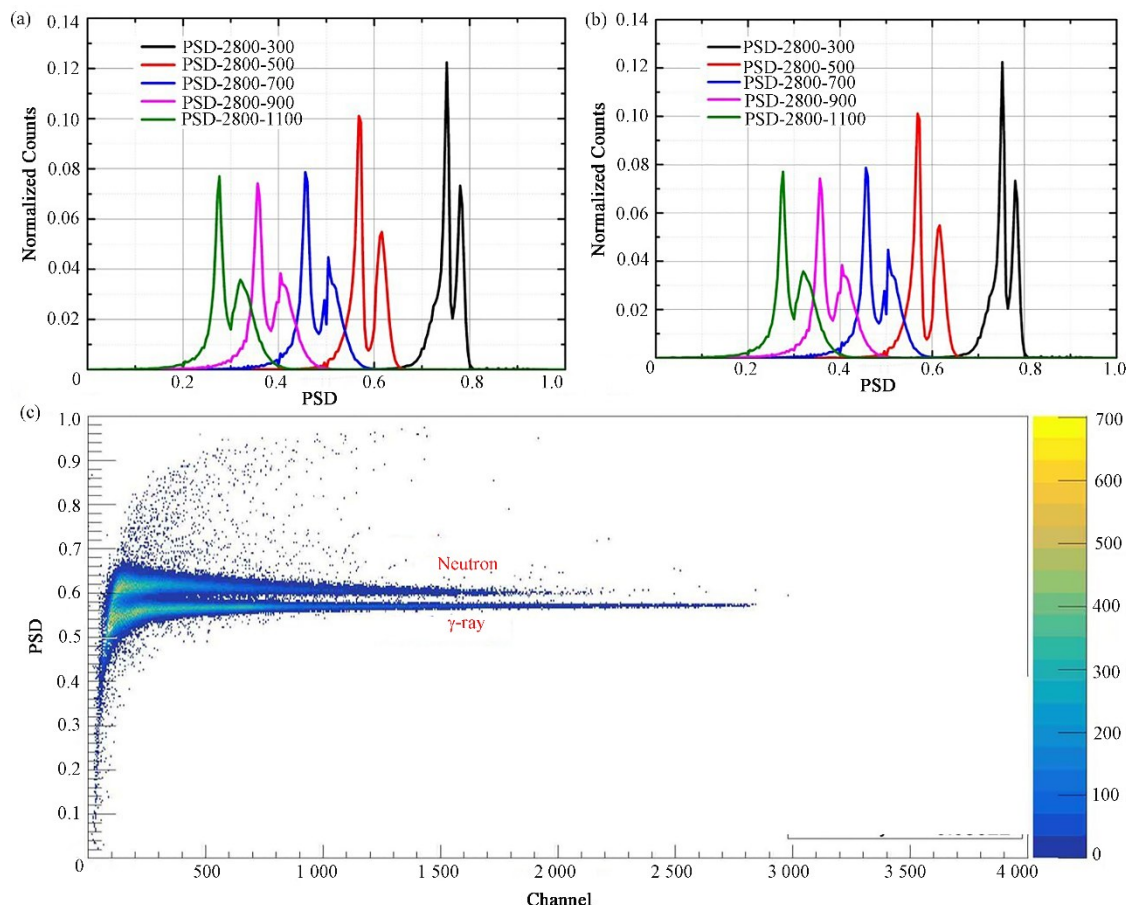 (a)
0.14
0.12
0.10
0.08
0.06
0.04
0.02
0
Normalized Counts
PSD-2800-300
PSD-2800-500
PSD-2800-700
PSD-2800-900
PSD-2800-1100
0.2 0.4 0.6 0.8 1.0
PSD
(b)
0.14
0.12
0.10
0.08
0.06
0.04
0.02
0.00
Normalized Counts
PSD-2800-300
PSD-2800-500
PSD-2800-700
PSD-2800-900
PSD-2800-1100
0 0.2 0.4 0.6 0.8 1.0
PSD
(c)
1.0
0.9
0.8
0.7
0.6
0.5
0.4
0.3
0.2
0.1
0
PSD
Neutron
γ-ray
500 1 000 1 500 2 000 2 500 3 000 3 500 4 000
Channel
700
600
500
400
300
200
100
0